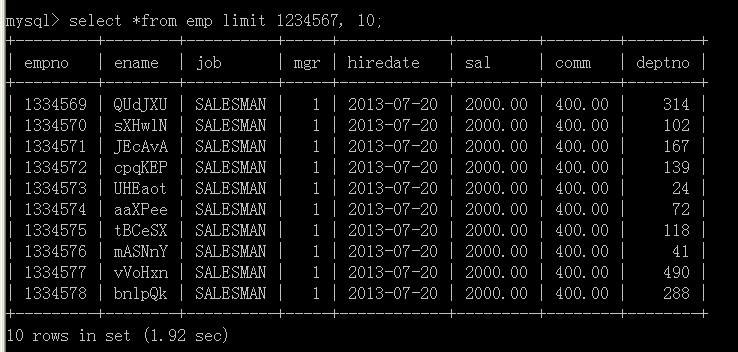 mysql> select *from emp limit 1234567, 10;
+---------+--------+----------+-----+------------+---------+--------+--------+
| empno   | ename  | job      | mgr | hiredate   | sal     | comm   | deptno |
+---------+--------+----------+-----+------------+---------+--------+--------+
| 1334569 | QUdJXU | SALESMAN |   1 | 2013-07-20 | 2000.00 | 400.00 |    314 |
| 1334570 | sXHwlN | SALESMAN |   1 | 2013-07-20 | 2000.00 | 400.00 |    102 |
| 1334571 | JEcAvA | SALESMAN |   1 | 2013-07-20 | 2000.00 | 400.00 |    167 |
| 1334572 | cpqKEP | SALESMAN |   1 | 2013-07-20 | 2000.00 | 400.00 |    139 |
| 1334573 | UHEaot | SALESMAN |   1 | 2013-07-20 | 2000.00 | 400.00 |     24 |
| 1334574 | aaXPee | SALESMAN |   1 | 2013-07-20 | 2000.00 | 400.00 |     72 |
| 1334575 | tBCeSX | SALESMAN |   1 | 2013-07-20 | 2000.00 | 400.00 |    118 |
| 1334576 | mASNnY | SALESMAN |   1 | 2013-07-20 | 2000.00 | 400.00 |     41 |
| 1334577 | vVoHxn | SALESMAN |   1 | 2013-07-20 | 2000.00 | 400.00 |    490 |
| 1334578 | bnlpQk | SALESMAN |   1 | 2013-07-20 | 2000.00 | 400.00 |    288 |
+---------+--------+----------+-----+------------+---------+--------+--------+
10 rows in set (1.92 sec)